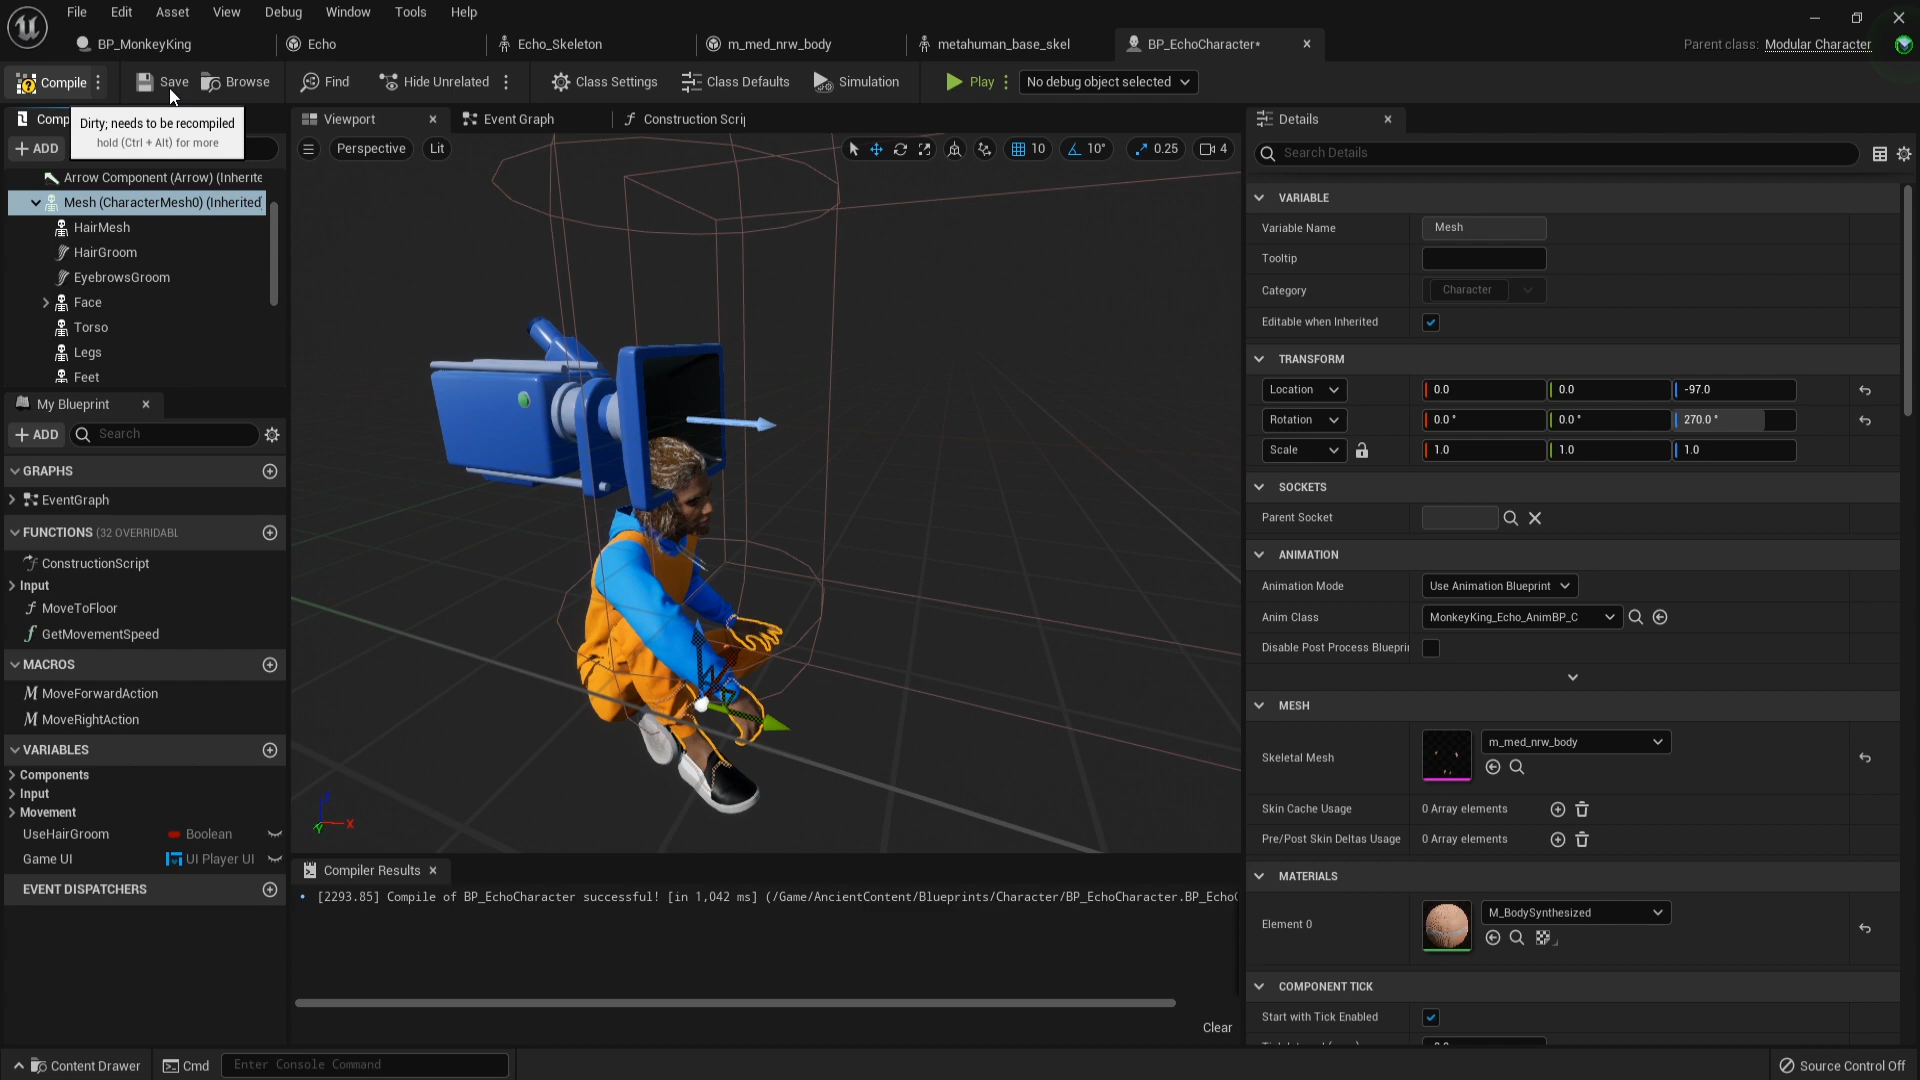 File Edit Asset View Debug Window Tools Help
BP_MonkeyKing Echo Echo_Skeleton m_med_nrw_body metahuman_base_skel BP_EchoCharacter* Parent class: Modular Character
Compile Save Browse Find Hide Unrelated Class Settings Class Defaults Simulation Play No debug object selected
Comp
Dirty; needs to be recompiled
hold (Ctrl + Alt) for more
ADD
Arrow Component (Arrow) (Inherite
Mesh (CharacterMesh0) (Inherited)
HairMesh
HairGroom
EyebrowsGroom
Face
Torso
Legs
Feet
My Blueprint
ADD Search
GRAPHS
EventGraph
FUNCTIONS (32 OVERRIDABL
ConstructionScript
Input
MoveToFloor
GetMovementSpeed
MACROS
MoveForwardAction
MoveRightAction
VARIABLES
Components
Input
Movement
UseHairGroom Boolean
Game UI UI Player UI
EVENT DISPATCHERS
Viewport Event Graph Construction Scrip
Perspective Lit 10 10° 0.25 4
Z
X
Y
Compiler Results
[2293.85] Compile of BP_EchoCharacter successful! [in 1,042 ms] (/Game/AncientContent/Blueprints/Character/BP_EchoCharacter.BP_Echo
Clear
Details
Search Details
VARIABLE
Variable Name Mesh
Tooltip
Category Character
Editable when Inherited
TRANSFORM
Location 0.0 0.0 -97.0
Rotation 0.0° 0.0° 270.0°
Scale 1.0 1.0 1.0
SOCKETS
Parent Socket
ANIMATION
Animation Mode Use Animation Blueprint
Anim Class MonkeyKing_Echo_AnimBP_C
Disable Post Process Blueprin
MESH
Skeletal Mesh m_med_nrw_body
Skin Cache Usage 0 Array elements
Pre/Post Skin Deltas Usage 0 Array elements
MATERIALS
Element 0 M_BodySynthesized
COMPONENT TICK
Start with Tick Enabled
Content Drawer Cmd Enter Console Command Source Control Off